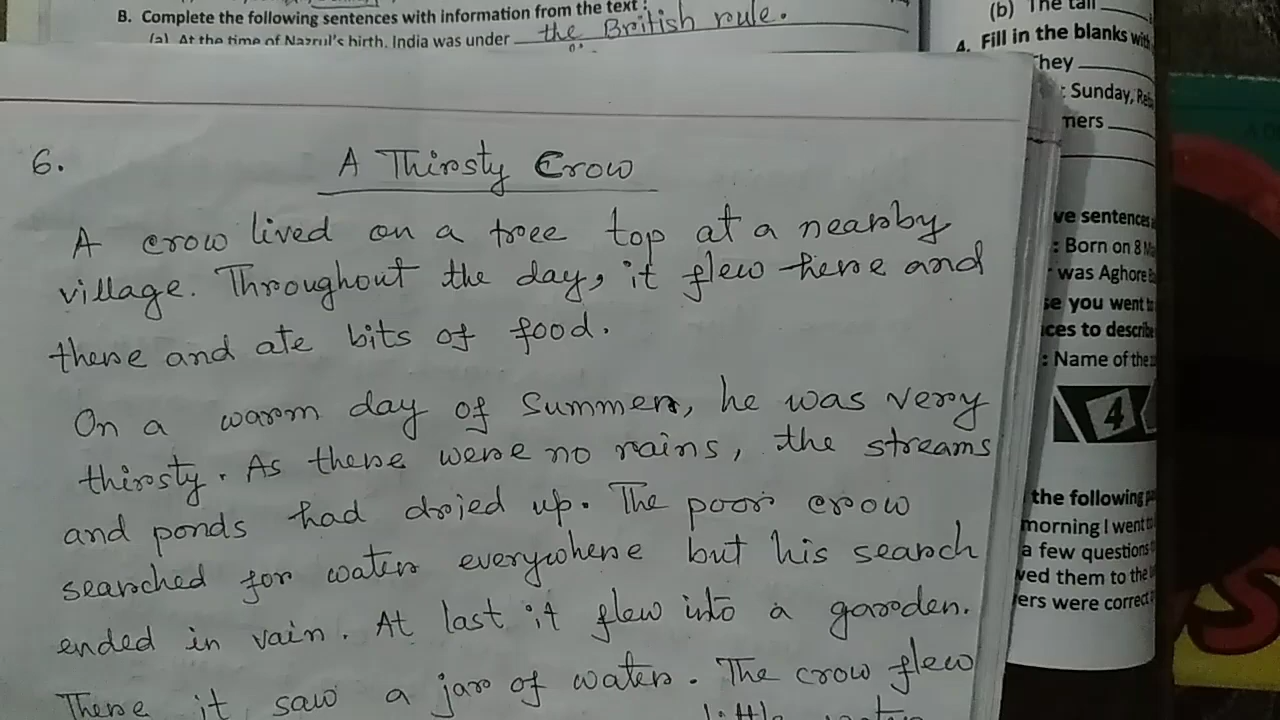 B. Complete the following sentences with information from the text :
(a) At the time of Nazrul's birth, India was under the British rule.
(b) The tall
4. Fill in the blanks with
They
: Sunday,
mers
6.
A Thirsty Crow
A crow lived on a tree top at a nearby
village. Throughout the day, it flew here and
there and ate bits of food.
On a warm day of Summer, he was very
thirsty. As there were no rains, the streams
and ponds had dried up. The poor crow
searched for water everywhere but his search
ended in vain. At last it flew into a garden.
There it saw a jar of water. The crow flew
little water
ve sentences
: Born on 8
was Aghore
se you went
ces to describe
: Name of the
4
the following
morning I went
a few questions
ved them to the
ers were correct